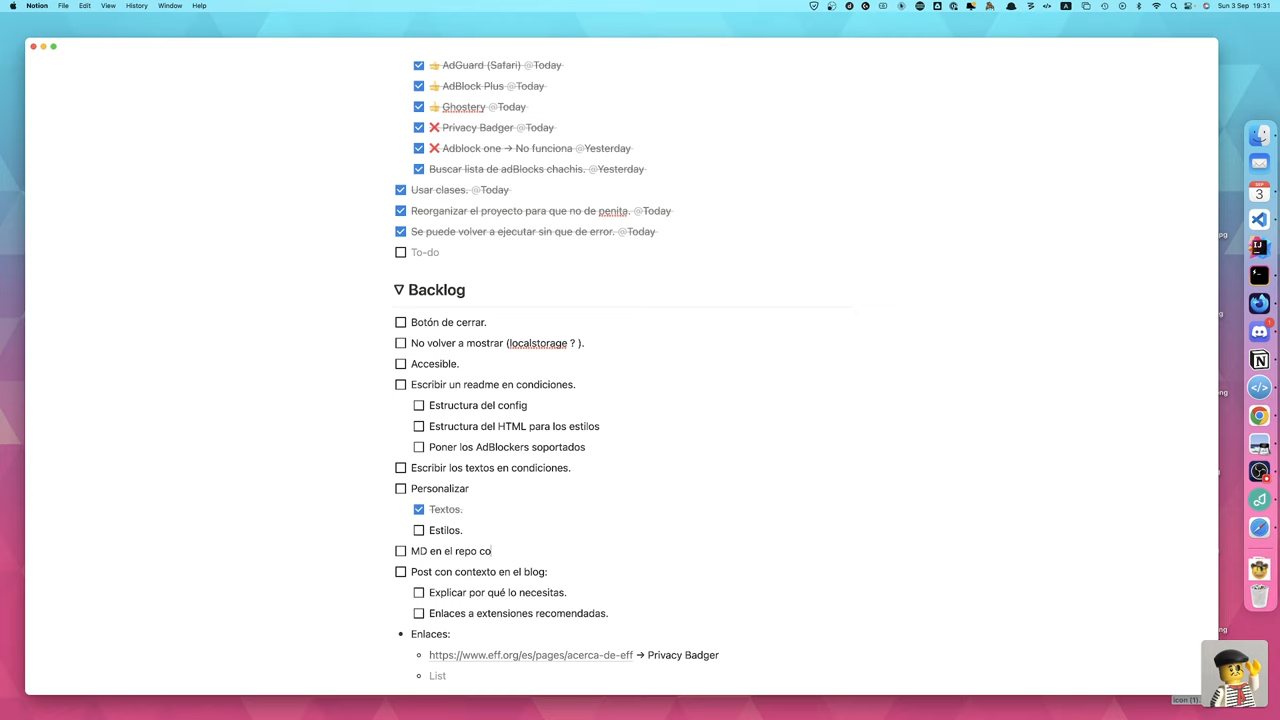 Notion File Edit View History Window Help
Sun 3 Sep 19:31
👍 AdGuard (Safari) @Today
👍 AdBlock Plus @Today
👍 Ghostery @Today
❌ Privacy Badger @Today
❌ Adblock one → No funciona @Yesterday
Buscar lista de adBlocks chachis. @Yesterday
Usar clases. @Today
Reorganizar el proyecto para que no de penita. @Today
Se puede volver a ejecutar sin que de error. @Today
To-do
∇ Backlog
Botón de cerrar.
No volver a mostrar (localstorage ? ).
Accesible.
Escribir un readme en condiciones.
Estructura del config
Estructura del HTML para los estilos
Poner los AdBlockers soportados
Escribir los textos en condiciones.
Personalizar
Textos.
Estilos.
MD en el repo co
Post con contexto en el blog:
Explicar por qué lo necesitas.
Enlaces a extensiones recomendadas.
Enlaces:
https://www.eff.org/es/pages/acerca-de-eff → Privacy Badger
List
SEP
3
icon (1).